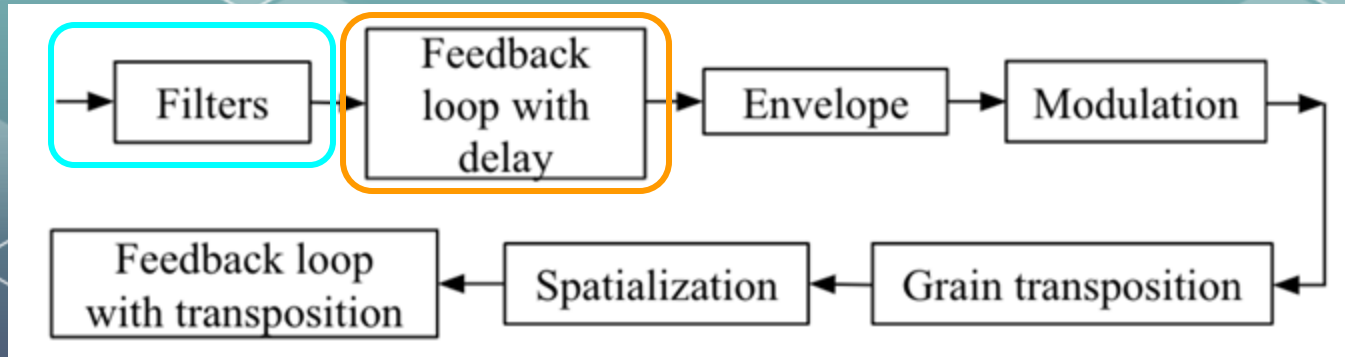 Filters
Feedback
loop with
delay
Envelope
Modulation
Grain transposition
Spatialization
Feedback loop
with transposition